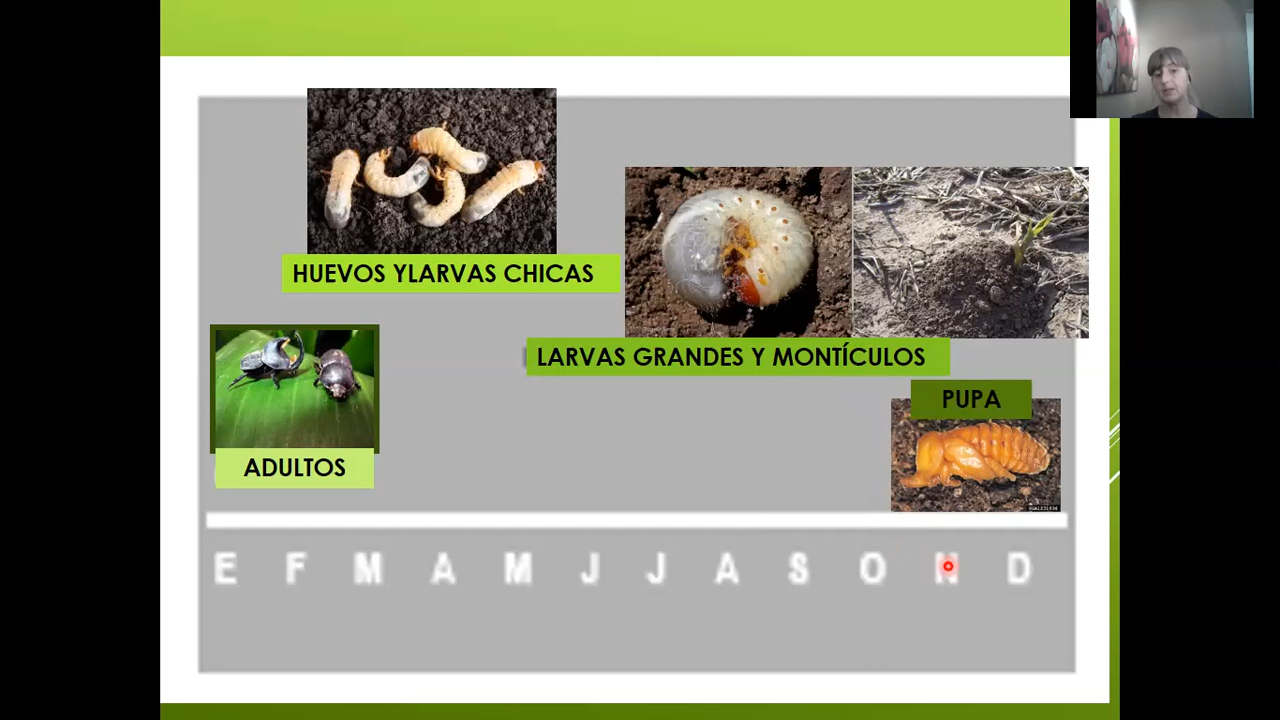 HUEVOS YLARVAS CHICAS
LARVAS GRANDES Y MONTÍCULOS
PUPA
ADULTOS
E F M A M J J A S O N D